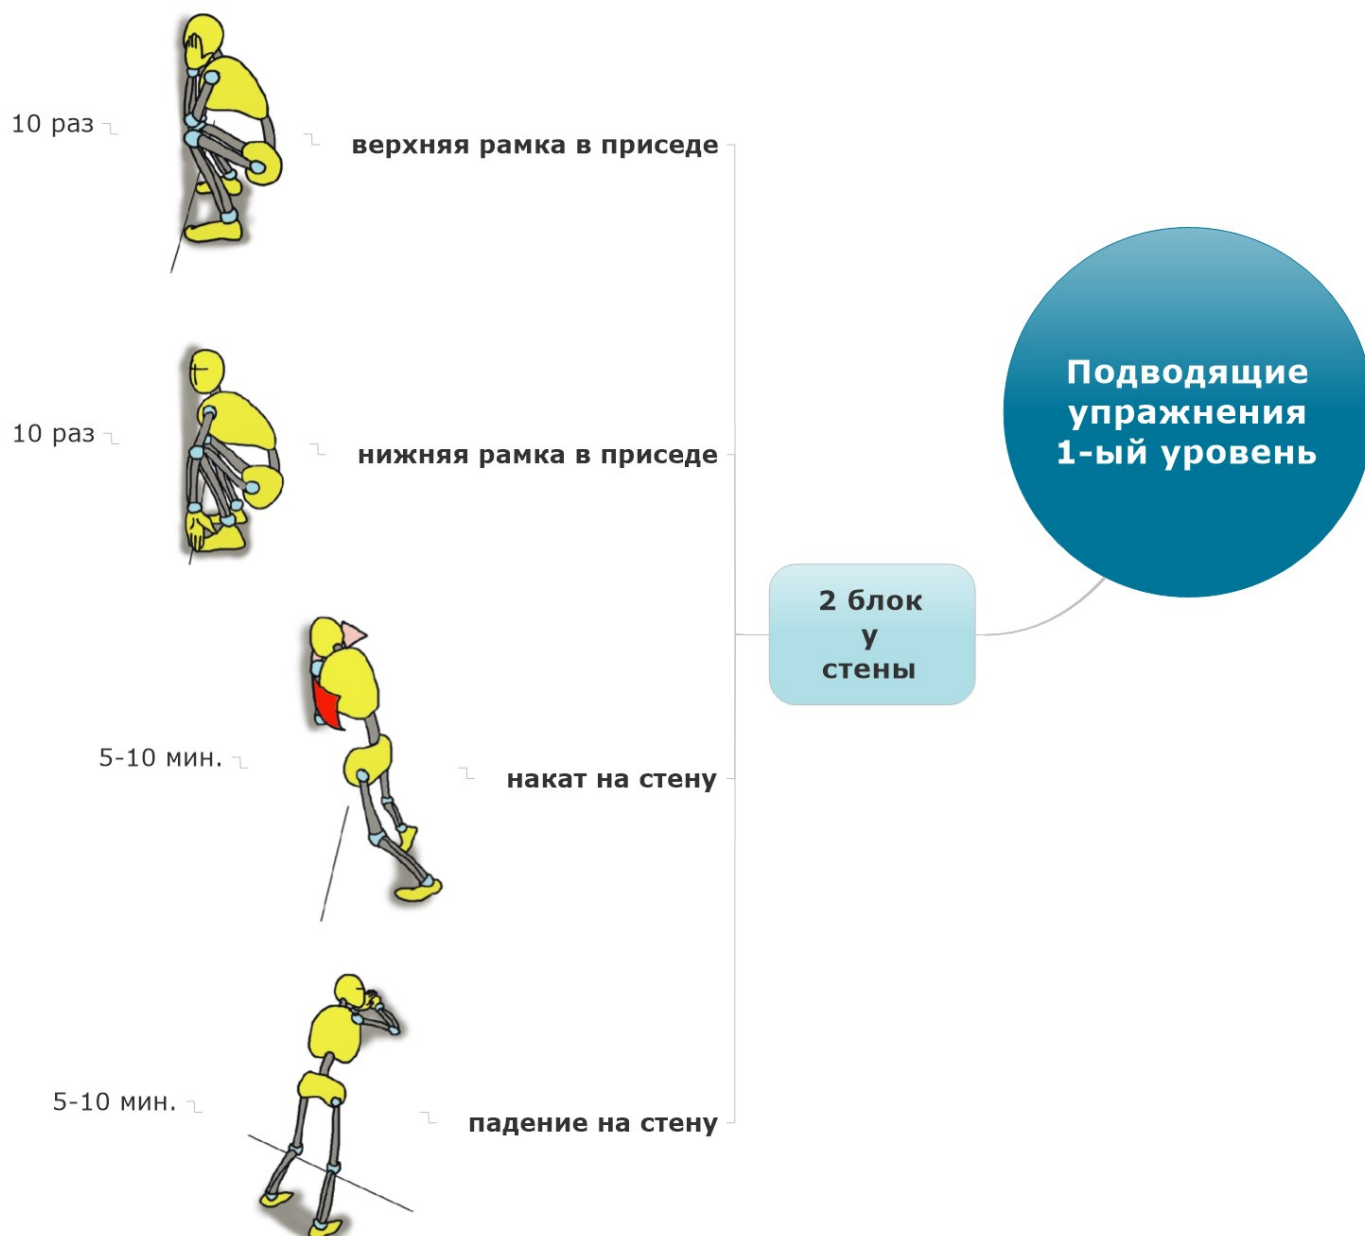 10 раз
верхняя рамка в приседе
10 раз
нижняя рамка в приседе
5-10 мин.
накат на стену
5-10 мин.
падение на стену
2 блок
у
стены
Подводящие
упражнения
1-ый уровень